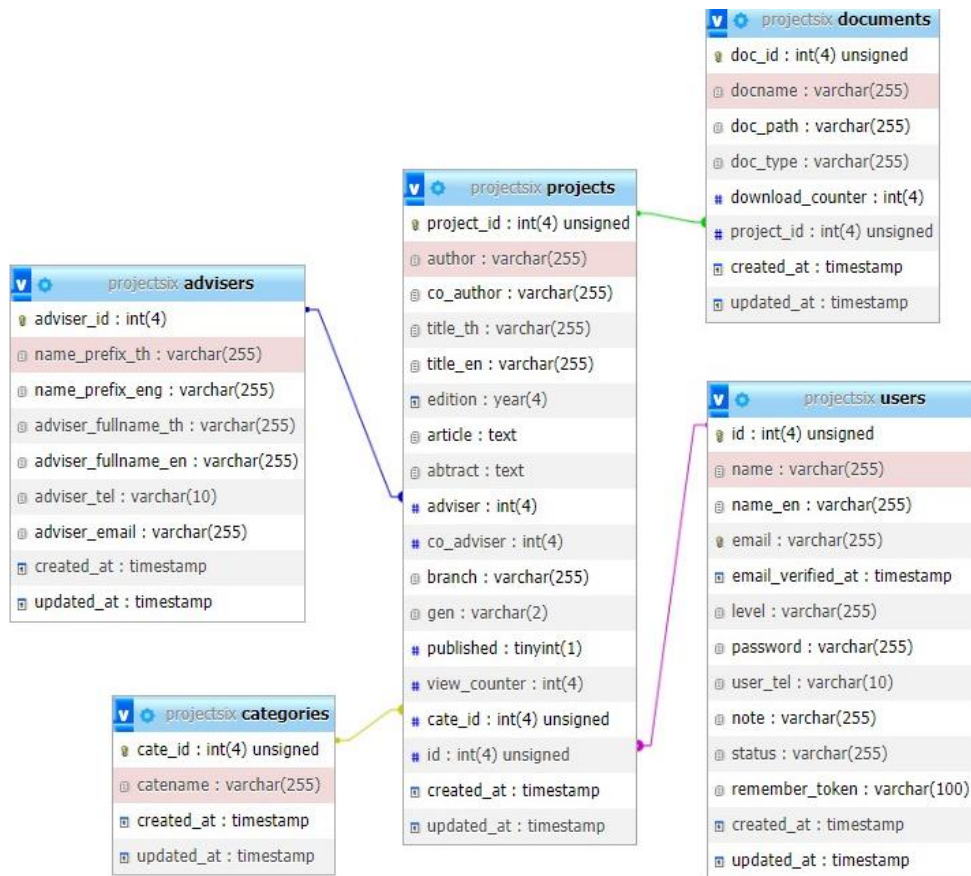 projectsix documents
doc_id : int(4) unsigned
docname : varchar(255)
doc_path : varchar(255)
doc_type : varchar(255)
download_counter : int(4)
project_id : int(4) unsigned
created_at : timestamp
updated_at : timestamp
projectsix projects
project_id : int(4) unsigned
author : varchar(255)
co_author : varchar(255)
title_th : varchar(255)
title_en : varchar(255)
edition : year(4)
article : text
abtract : text
adviser : int(4)
co_adviser : int(4)
branch : varchar(255)
gen : varchar(2)
published : tinyint(1)
view_counter : int(4)
cate_id : int(4) unsigned
id : int(4) unsigned
created_at : timestamp
updated_at : timestamp
projectsix advisers
adviser_id : int(4)
name_prefix_th : varchar(255)
name_prefix_eng : varchar(255)
adviser_fullname_th : varchar(255)
adviser_fullname_en : varchar(255)
adviser_tel : varchar(10)
adviser_email : varchar(255)
created_at : timestamp
updated_at : timestamp
projectsix users
id : int(4) unsigned
name : varchar(255)
name_en : varchar(255)
email : varchar(255)
email_verified_at : timestamp
level : varchar(255)
password : varchar(255)
user_tel : varchar(10)
note : varchar(255)
status : varchar(255)
remember_token : varchar(100)
created_at : timestamp
updated_at : timestamp
projectsix categories
cate_id : int(4) unsigned
catename : varchar(255)
created_at : timestamp
updated_at : timestamp